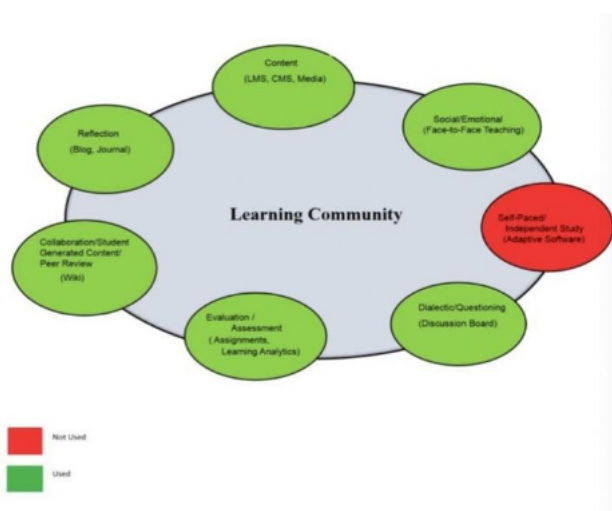 Content
(LMS, CMS, Media)
Social/Emotional
(Face-to-Face Teaching)
Reflection
(Blog, Journal)
Learning Community
Self-Paced/
Independent Study
(Adaptive Software)
Collaboration/Student
Generated Content/
Peer Review
(Wiki)
Evaluation /
Assessment
( Assignments,
Learning Analytics)
Dialectic/Questioning
(Discussion Board)
Not Used
Used